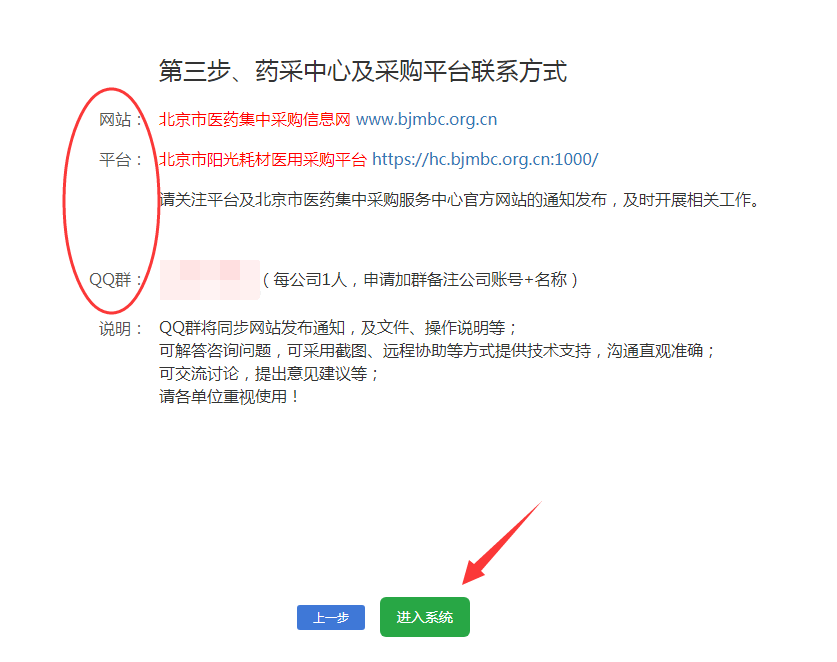 第三步、药采中心及采购平台联系方式
网站： 北京市医药集中采购信息网 www.bjmbc.org.cn
平台： 北京市阳光耗材医用采购平台 https://hc.bjmbc.org.cn:1000/
请关注平台及北京市医药集中采购服务中心官方网站的通知发布，及时开展相关工作。
QQ群： （每公司1人，申请加群备注公司账号+名称）
说明： QQ群将同步网站发布通知，及文件、操作说明等；
可解答咨询问题，可采用截图、远程协助等方式提供技术支持，沟通直观准确；
可交流讨论，提出意见建议等；
请各单位重视使用！
上一步 进入系统